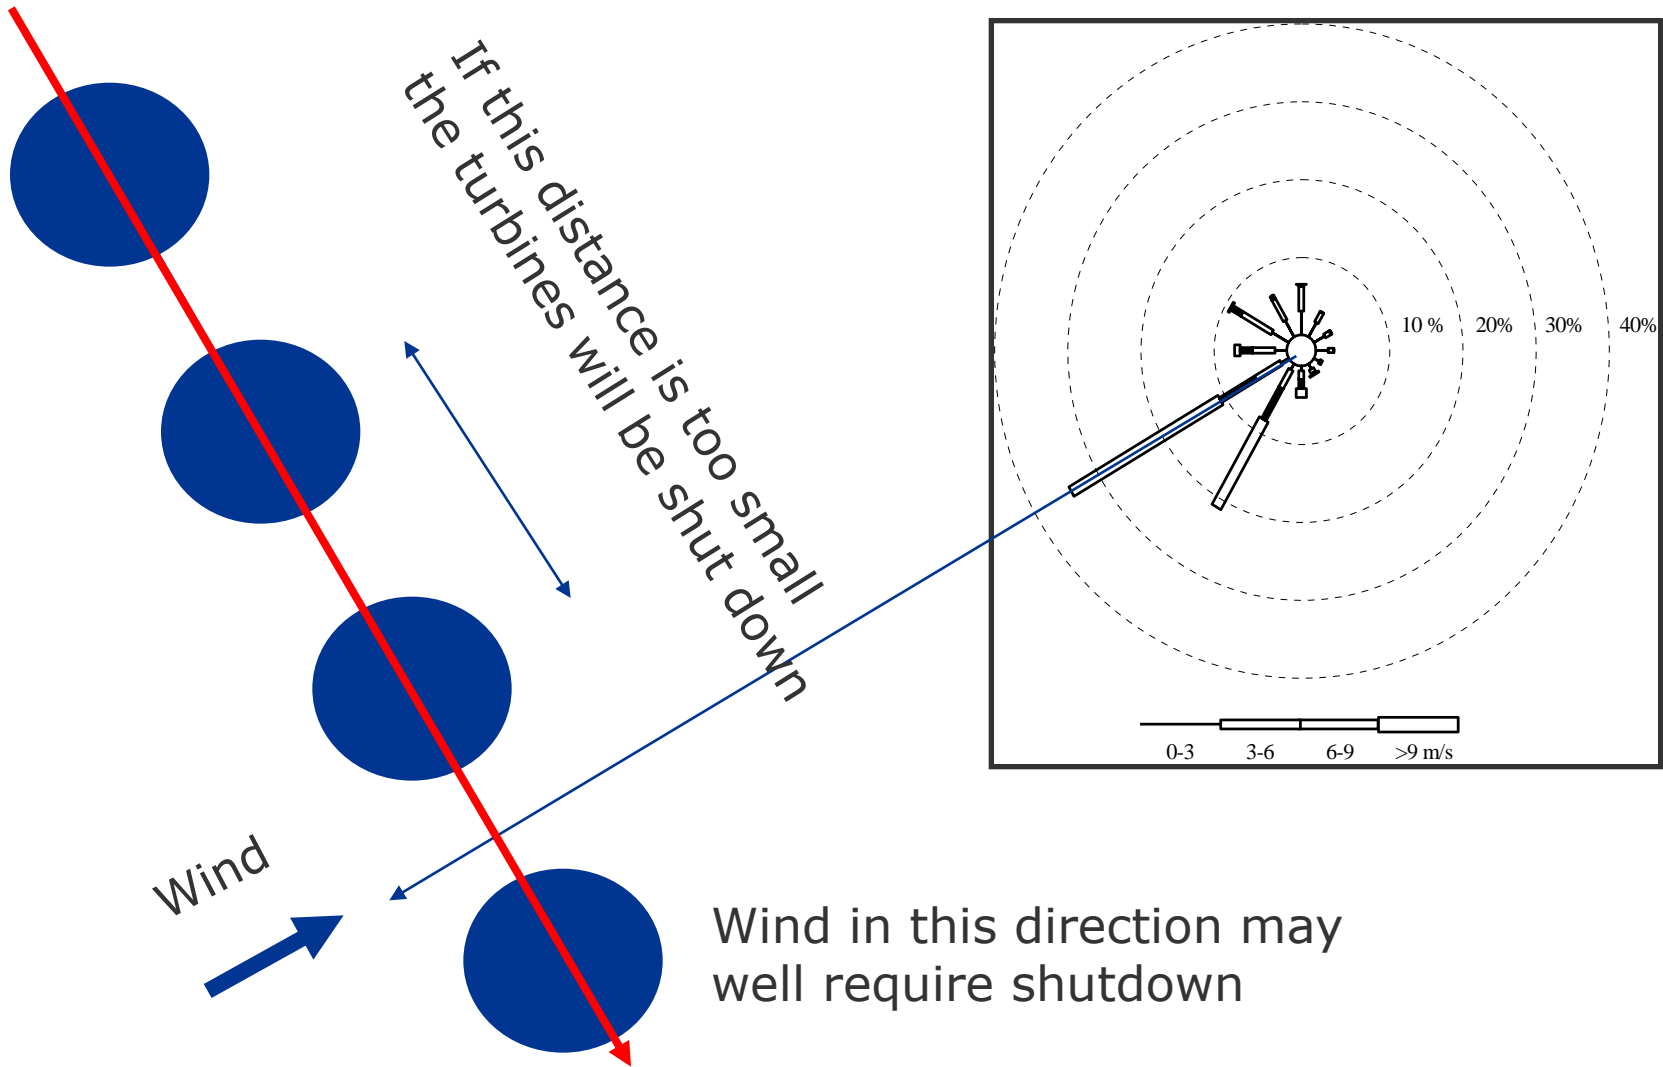 If this distance is too small
the turbines will be shut down
10 %
20%
30%
40%
0-3
3-6
6-9
>9 m/s
Wind
Wind in this direction may
well require shutdown